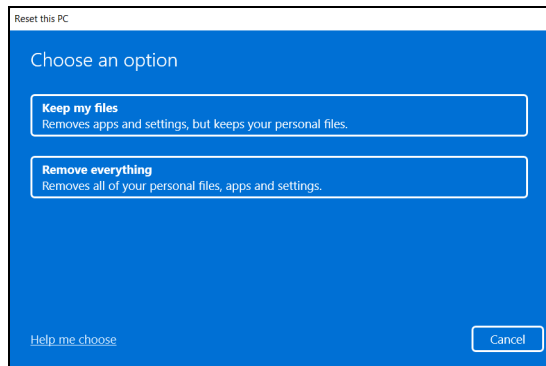 Reset this PC
Choose an option
Keep my files
Removes apps and settings, but keeps your personal files.
Remove everything
Removes all of your personal files, apps and settings.
Help me choose
Cancel